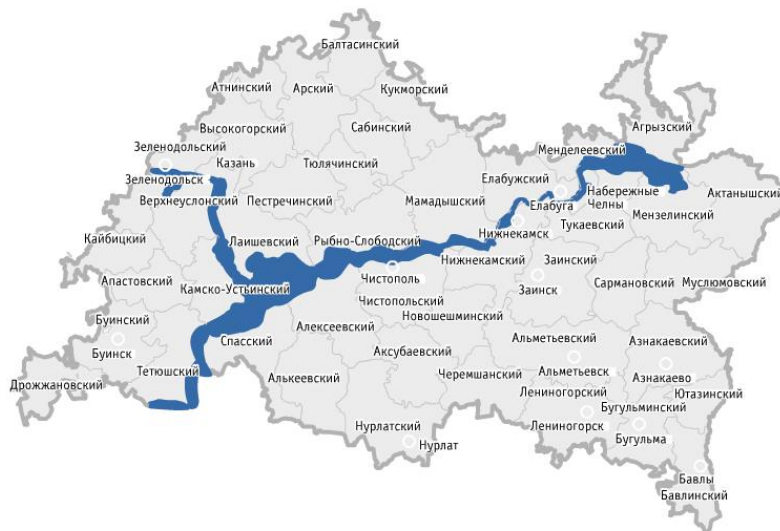 Балтасинский
Атнинский
Арский
Кукморский
Агрызский
Высокогорский
Сабинский
Менделеевский
Зеленодольский
Казань
Тюлячинский
Зеленодольск
Елабужский
Набережные
Челны
Актанышский
Верхнеуслонский
Пестречинский
Мамадышский
Елабуга
Мензелинский
Тукаевский
Кайбицкий
Лаишевский
Рыбно-Слободский
Нижнекамск
Нижнекамский
Заинский
Апастовский
Камско-Устьинский
Чистополь
Заинск
Сармановский
Муслюмовский
Чистопольский
Новошешминский
Буинский
Алексеевский
Буинск
Спасский
Альметьевский
Азнакаевский
Аксубаевский
Тетюшский
Альметьевск
Азнакаево
Дрожжановский
Алькеевский
Черемшанский
Лениногорский
Ютазинский
Бугульминский
Нурлатский
Лениногорск
Бугульма
Нурлат
Бавлы
Бавлинский